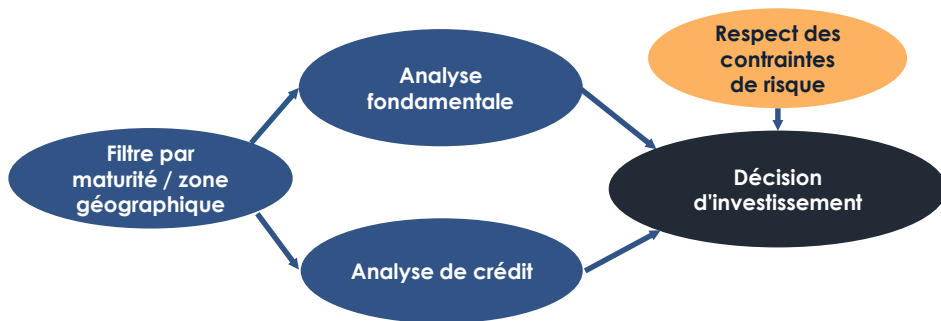 Filtre par
maturité / zone
géographique
Analyse
fondamentale
Analyse de crédit
Respect des
contraintes
de risque
Décision
d'investissement